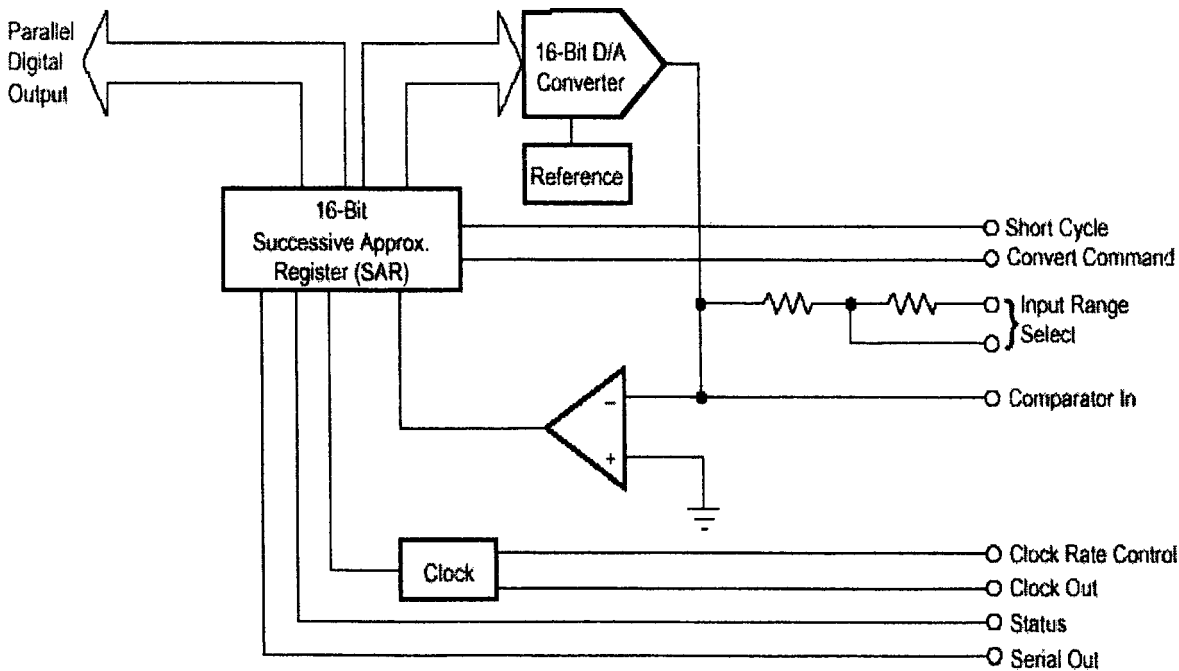 Parallel
Digital
Output
16-Bit D/A
Converter
Reference
16-Bit
Successive Approx.
Register (SAR)
Short Cycle
Convert Command
Input Range
Select
Comparator In
−
+
Clock
Clock Rate Control
Clock Out
Status
Serial Out